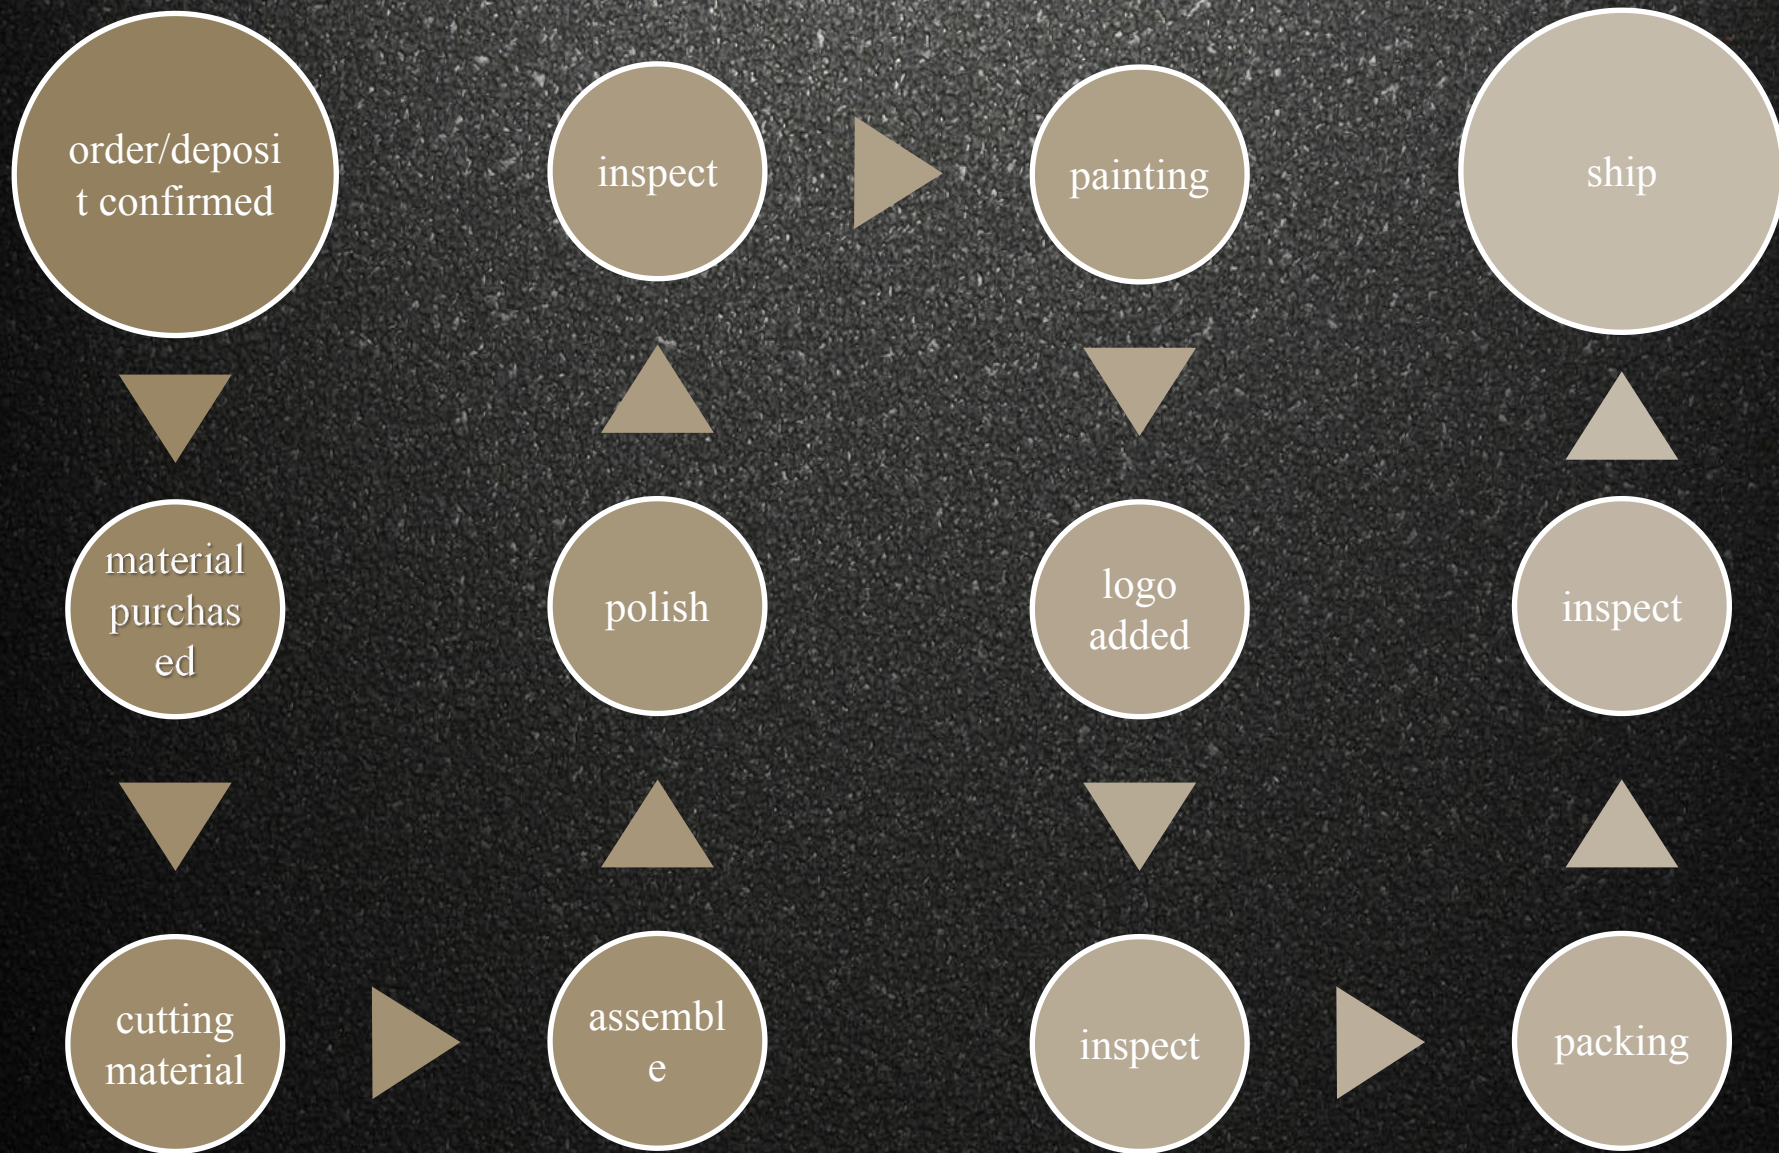 order/deposi
t confirmed
material
purchas
ed
cutting
material
assembl
e
polish
inspect
painting
logo
added
inspect
packing
inspect
ship